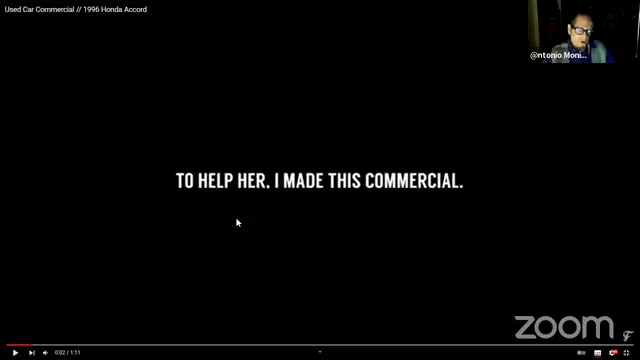 Used Car Commercial // 1996 Honda Accord
@ntonio Moni...
TO HELP HER, I MADE THIS COMMERCIAL.
zoom
0:02 / 1:11